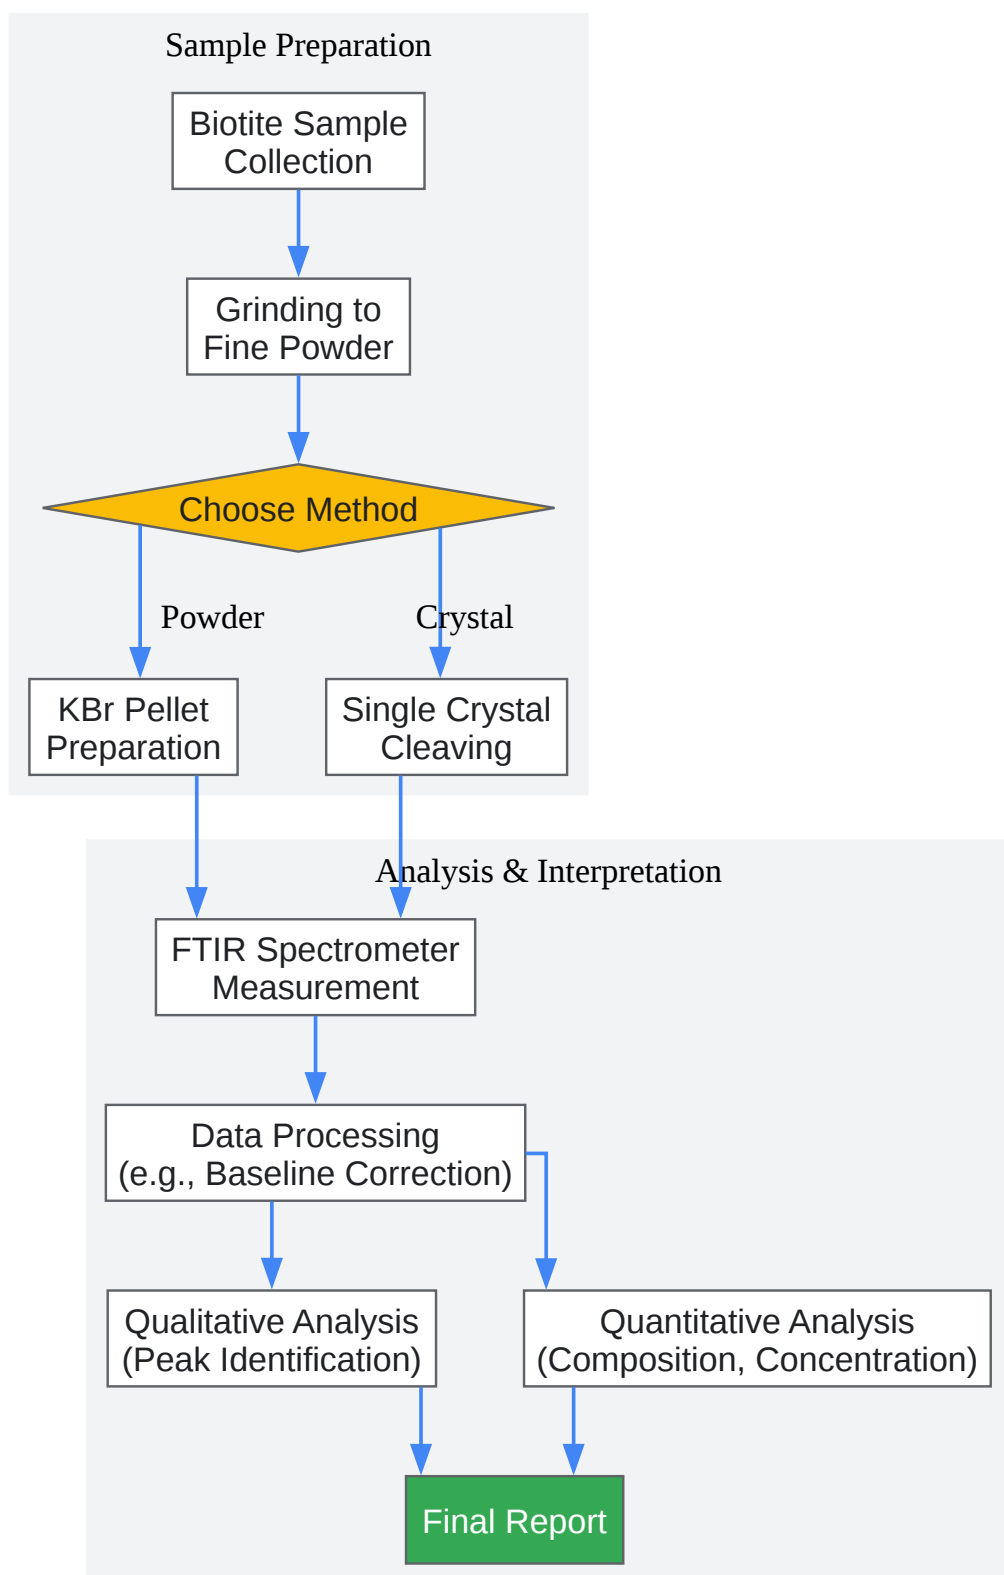 Sample Preparation
Biotite Sample
Collection
Grinding to
Fine Powder
Choose Method
Powder
Crystal
KBr Pellet
Preparation
Single Crystal
Cleaving
Analysis & Interpretation
FTIR Spectrometer
Measurement
Data Processing
(e.g., Baseline Correction)
Qualitative Analysis
(Peak Identification)
Quantitative Analysis
(Composition, Concentration)
Final Report